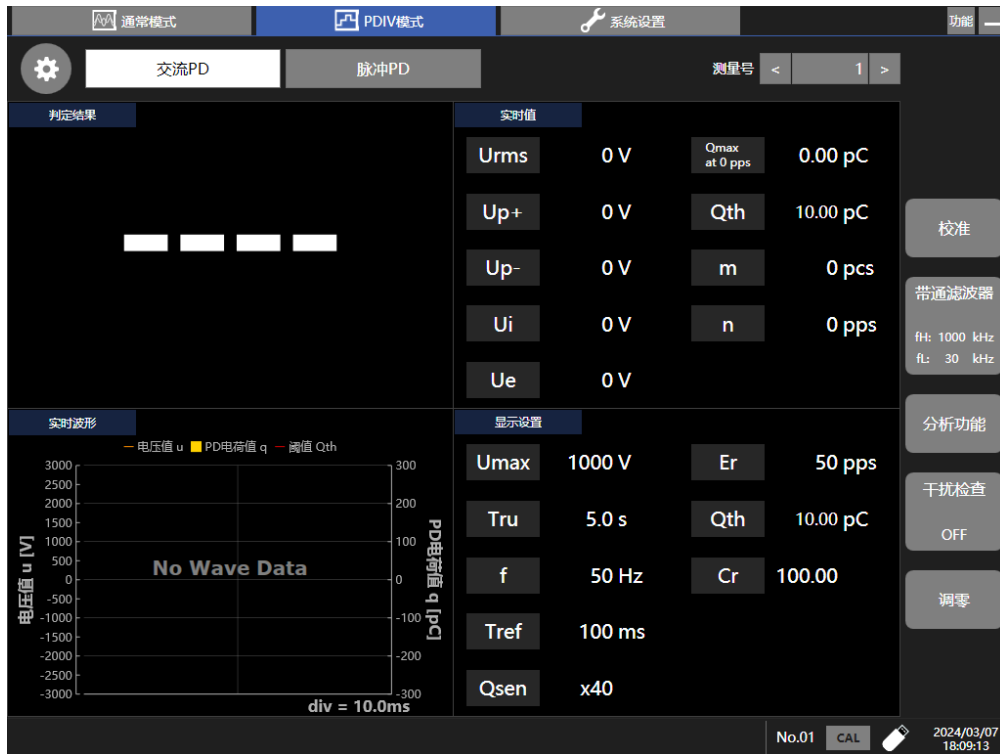 通常模式
PDIV模式
系统设置
功能
交流PD
脉冲PD
测量号
<
1
>
判定结果
实时值
Urms
0 V
Qmax
at 0 pps
0.00 pC
Up+
0 V
Qth
10.00 pC
Up-
0 V
m
0 pcs
Ui
0 V
n
0 pps
Ue
0 V
校准
带通滤波器
fH: 1000 kHz
fL: 30 kHz
分析功能
干扰检查
OFF
调零
实时波形
电压值 u
PD电荷值 q
阈值 Qth
3000
2500
2000
1500
1000
500
0
-500
-1000
-1500
-2000
-2500
-3000
电压值 u [V]
No Wave Data
300
200
100
0
-100
-200
-300
PD电荷值 q [pC]
div = 10.0ms
显示设置
Umax
1000 V
Er
50 pps
Tru
5.0 s
Qth
10.00 pC
f
50 Hz
Cr
100.00
Tref
100 ms
Qsen
x40
No.01
CAL
2024/03/07
18:09:13